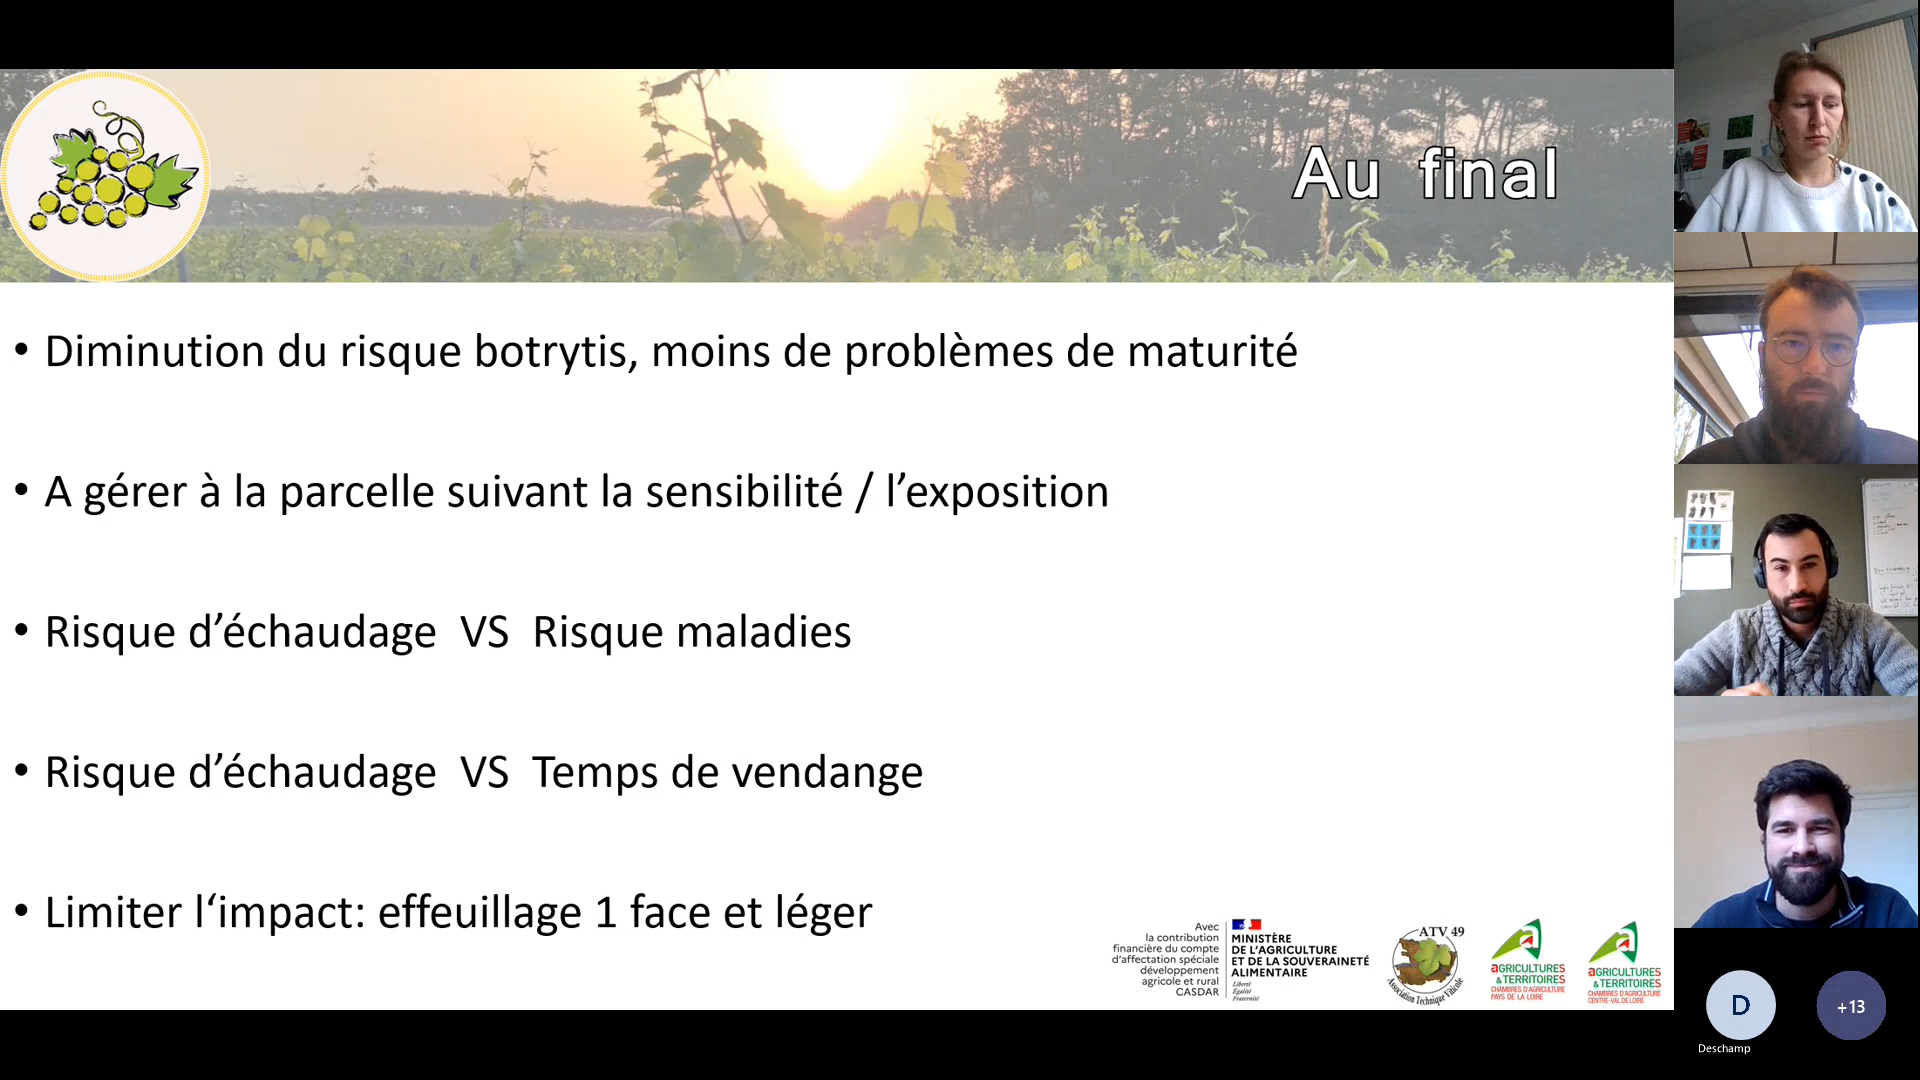 Au final
• Diminution du risque botrytis, moins de problèmes de maturité
• A gérer à la parcelle suivant la sensibilité / l’exposition
• Risque d’échaudage VS Risque maladies
• Risque d’échaudage VS Temps de vendange
• Limiter l‘impact: effeuillage 1 face et léger
Avec
la contribution
financière du compte
d’affectation spéciale
développement
agricole et rural
CASDAR
MINISTÈRE
DE L’AGRICULTURE
ET DE LA SOUVERAINETÉ
ALIMENTAIRE
Liberté
Égalité
Fraternité
ATV 49
Association Technique Viticole
AGRICULTURES
& TERRITOIRES
CHAMBRES D’AGRICULTURE
PAYS DE LA LOIRE
AGRICULTURES
& TERRITOIRES
CHAMBRES D’AGRICULTURE
CENTRE-VAL DE LOIRE
D
Deschamp
+13